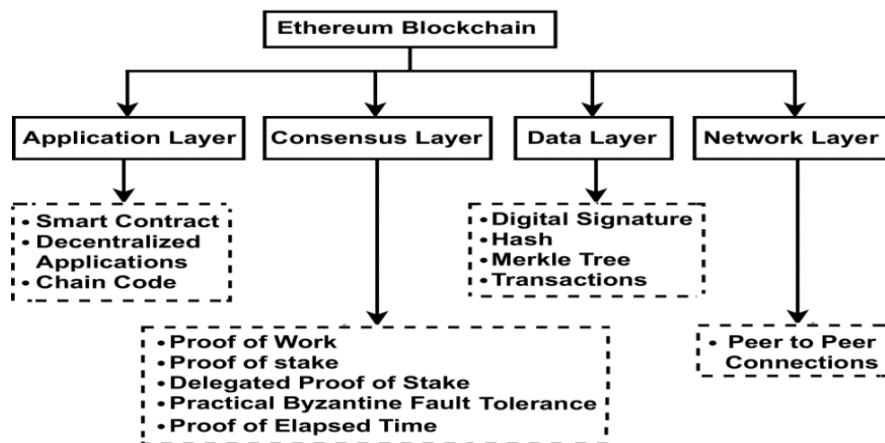 Ethereum Blockchain
Application Layer
Consensus Layer
Data Layer
Network Layer
• Smart Contract
• Decentralized
Applications
• Chain Code
• Digital Signature
• Hash
• Merkle Tree
• Transactions
• Proof of Work
• Proof of stake
• Delegated Proof of Stake
• Practical Byzantine Fault Tolerance
• Proof of Elapsed Time
• Peer to Peer
Connections